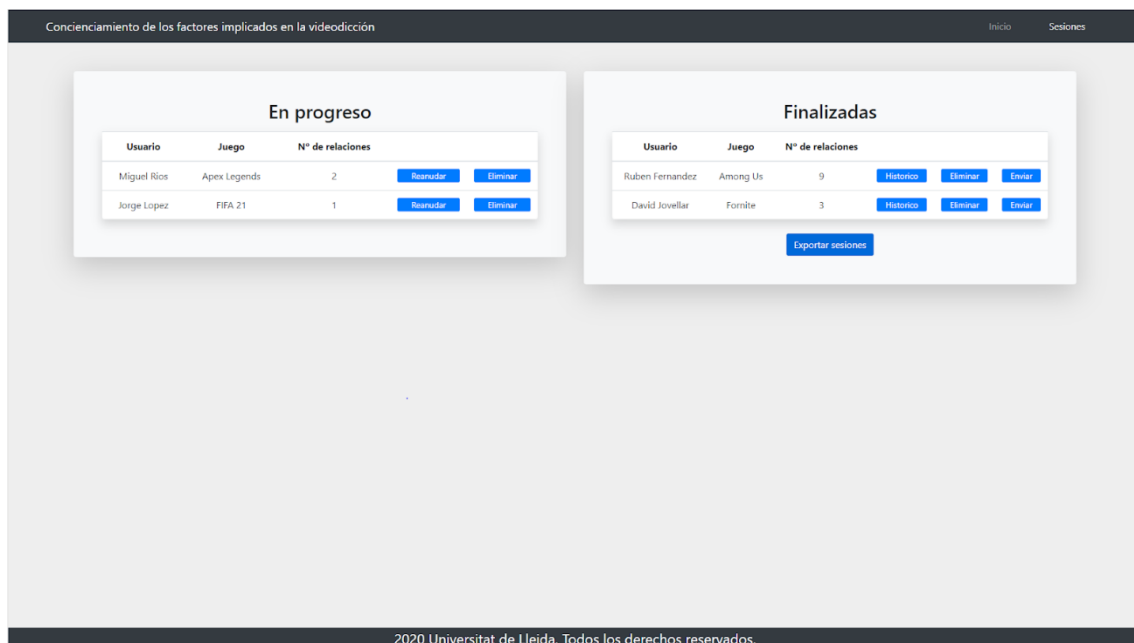 Concienciamiento de los factores implicados en la videodicción Inicio Sesiones
En progreso
Usuario Juego Nº de relaciones
Miguel Rios Apex Legends 2 Reanudar Eliminar
Jorge Lopez FIFA 21 1 Reanudar Eliminar
Finalizadas
Usuario Juego Nº de relaciones
Ruben Fernandez Among Us 9 Historico Eliminar Enviar
David Jovellar Fornite 3 Historico Eliminar Enviar
Exportar sesiones
2020 Universitat de Lleida. Todos los derechos reservados.